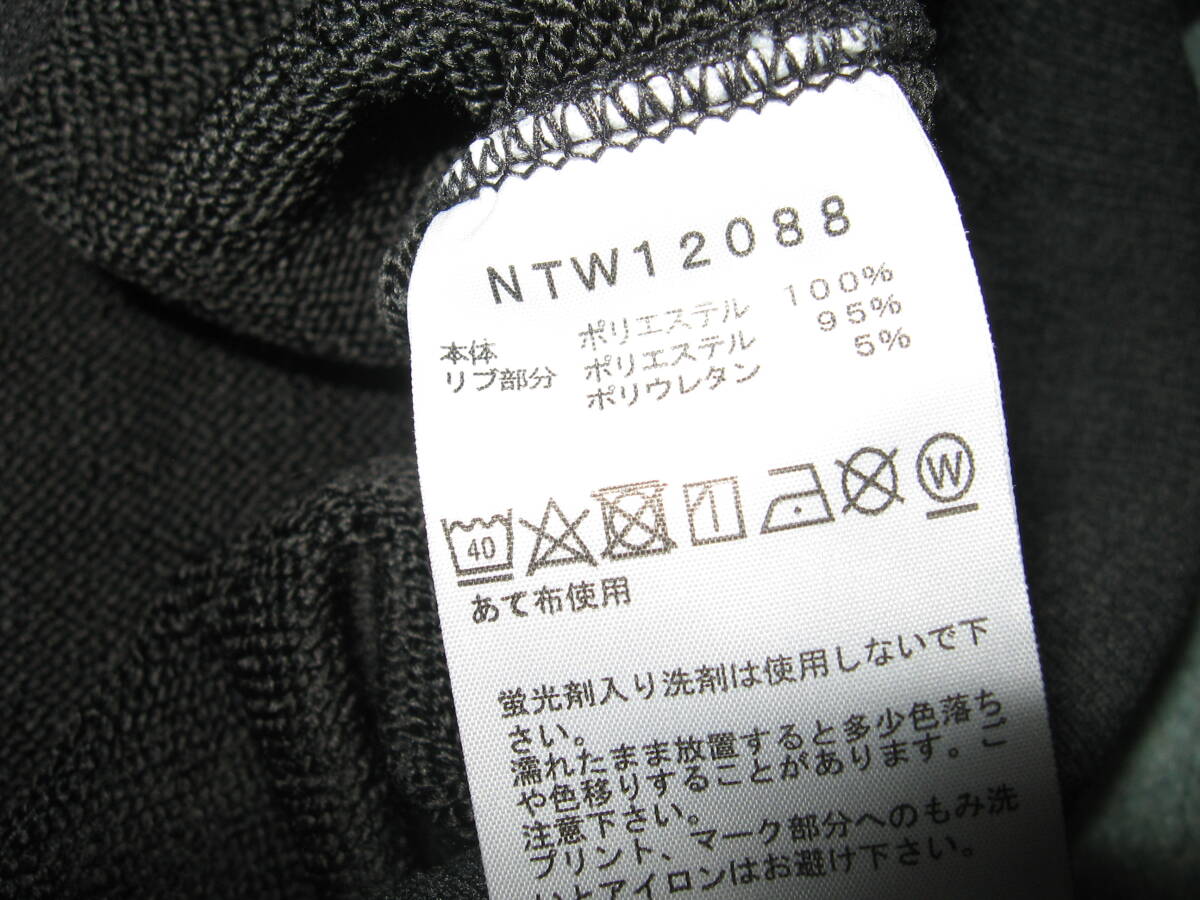 NTW12088
本体 ポリエステル 100%
リブ部分 ポリエステル 95%
ポリウレタン 5%
40
W
あて布使用
蛍光剤入り洗剤は使用しないで下
さい。
濡れたまま放置すると多少色落ち
や色移りすることがあります。ご
注意下さい。
プリント、マーク部分へのもみ洗
いとアイロンはお避け下さい。